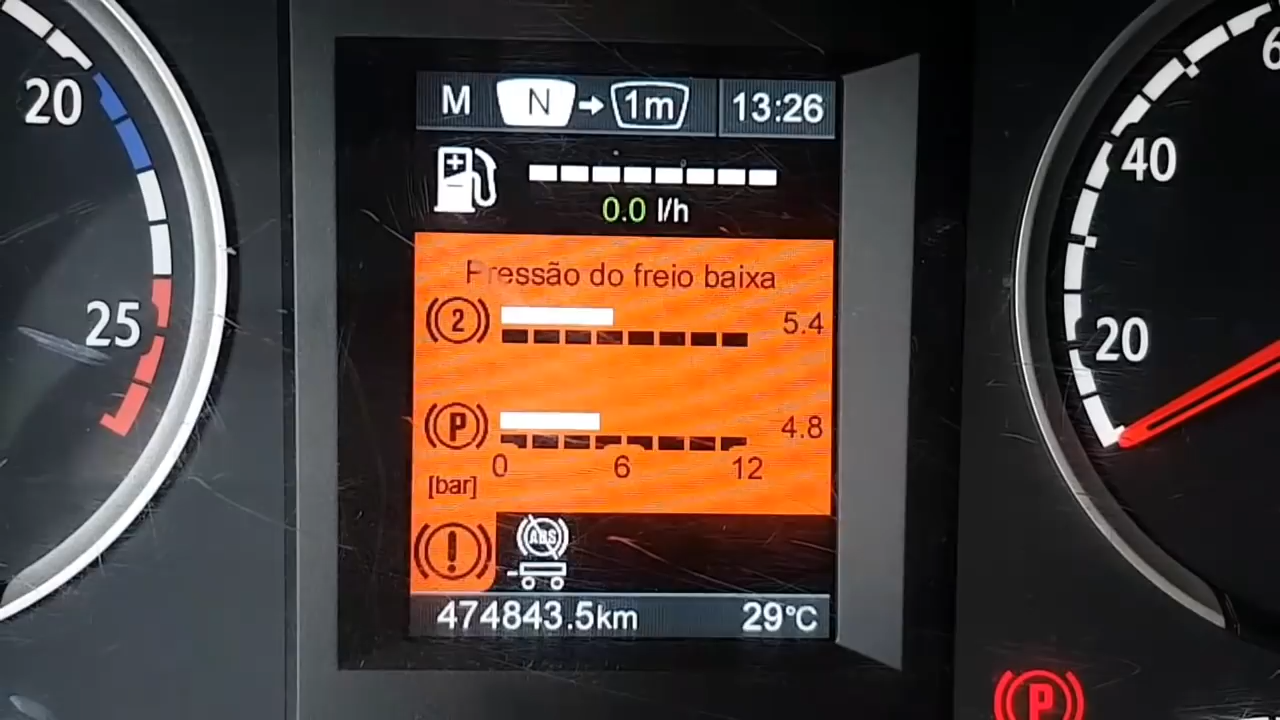 M N 1m 13:26
0.0 l/h
Pressão do freio baixa
2 5.4
P 4.8
0 6 12
[bar]
!
ABS
474843.5km 29°C
20
25
6
40
20
P